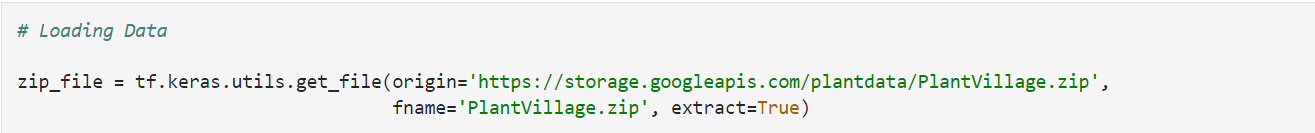 # Loading Data
zip_file = tf.keras.utils.get_file(origin='https://storage.googleapis.com/plantdata/PlantVillage.zip',
fname='PlantVillage.zip', extract=True)